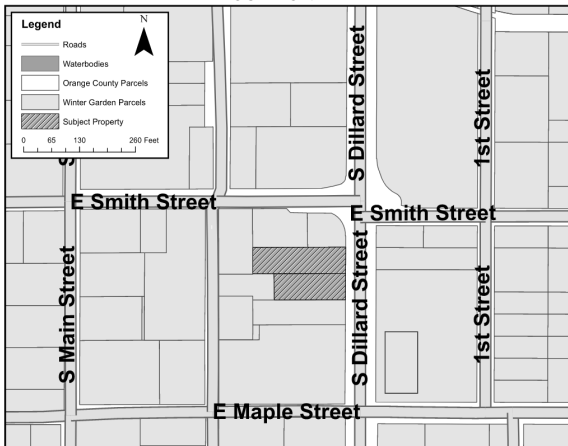 Legend
N
Roads
Waterbodies
Orange County Parcels
Winter Garden Parcels
Subject Property
0 65 130 260 Feet
S Dillard Street
1st Street
E Smith Street
E Smith Street
S Main Street
S Dillard Street
1st Street
E Maple Street